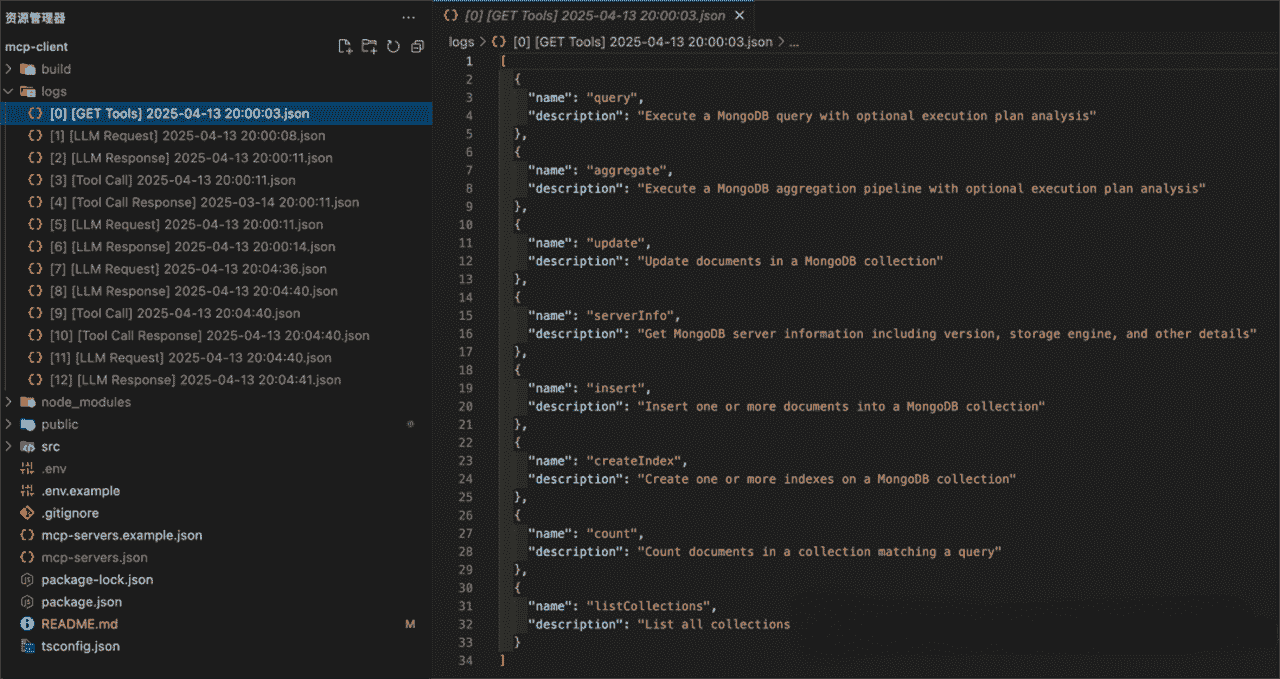 资源管理器
mcp-client
build
logs
[0] [GET Tools] 2025-04-13 20:00:03.json
[1] [LLM Request] 2025-04-13 20:00:08.json
[2] [LLM Response] 2025-04-13 20:00:11.json
[3] [Tool Call] 2025-04-13 20:00:11.json
[4] [Tool Call Response] 2025-03-14 20:00:11.json
[5] [LLM Request] 2025-04-13 20:00:11.json
[6] [LLM Response] 2025-04-13 20:00:14.json
[7] [LLM Request] 2025-04-13 20:04:36.json
[8] [LLM Response] 2025-04-13 20:04:40.json
[9] [Tool Call] 2025-04-13 20:04:40.json
[10] [Tool Call Response] 2025-04-13 20:04:40.json
[11] [LLM Request] 2025-04-13 20:04:40.json
[12] [LLM Response] 2025-04-13 20:04:41.json
node_modules
public
src
.env
.env.example
.gitignore
mcp-servers.example.json
mcp-servers.json
package-lock.json
package.json
README.md M
tsconfig.json
[0] [GET Tools] 2025-04-13 20:00:03.json
logs > {} [0] [GET Tools] 2025-04-13 20:00:03.json > ...
1 [
2 {
3 "name": "query",
4 "description": "Execute a MongoDB query with optional execution plan analysis"
5 },
6 {
7 "name": "aggregate",
8 "description": "Execute a MongoDB aggregation pipeline with optional execution plan analysis"
9 },
10 {
11 "name": "update",
12 "description": "Update documents in a MongoDB collection"
13 },
14 {
15 "name": "serverInfo",
16 "description": "Get MongoDB server information including version, storage engine, and other details"
17 },
18 {
19 "name": "insert",
20 "description": "Insert one or more documents into a MongoDB collection"
21 },
22 {
23 "name": "createIndex",
24 "description": "Create one or more indexes on a MongoDB collection"
25 },
26 {
27 "name": "count",
28 "description": "Count documents in a collection matching a query"
29 },
30 {
31 "name": "listCollections",
32 "description": "List all collections
33 }
34 ]